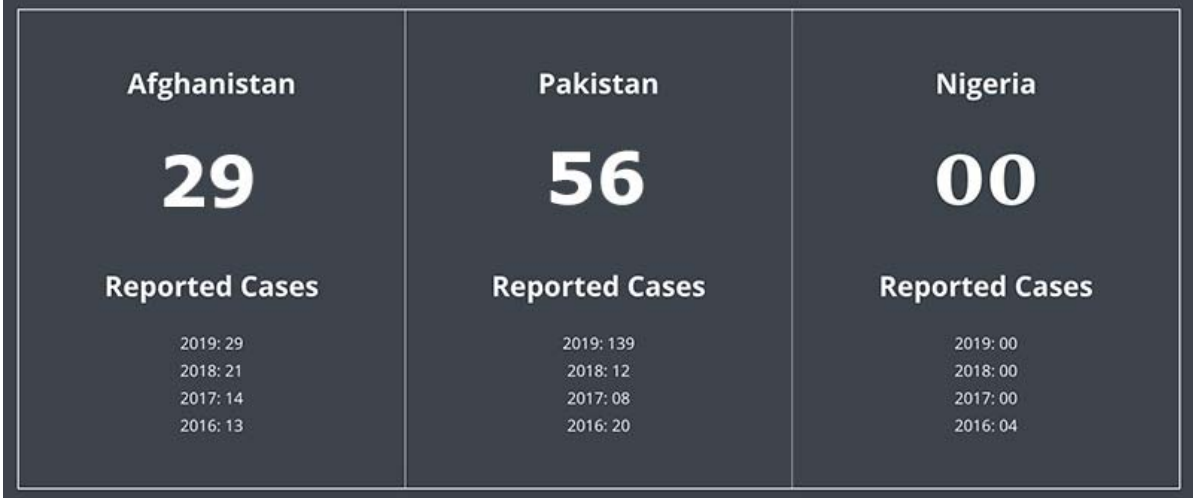 Afghanistan
29
Reported Cases
2019: 29
2018: 21
2017: 14
2016: 13
Pakistan
56
Reported Cases
2019: 139
2018: 12
2017: 08
2016: 20
Nigeria
00
Reported Cases
2019: 00
2018: 00
2017: 00
2016: 04